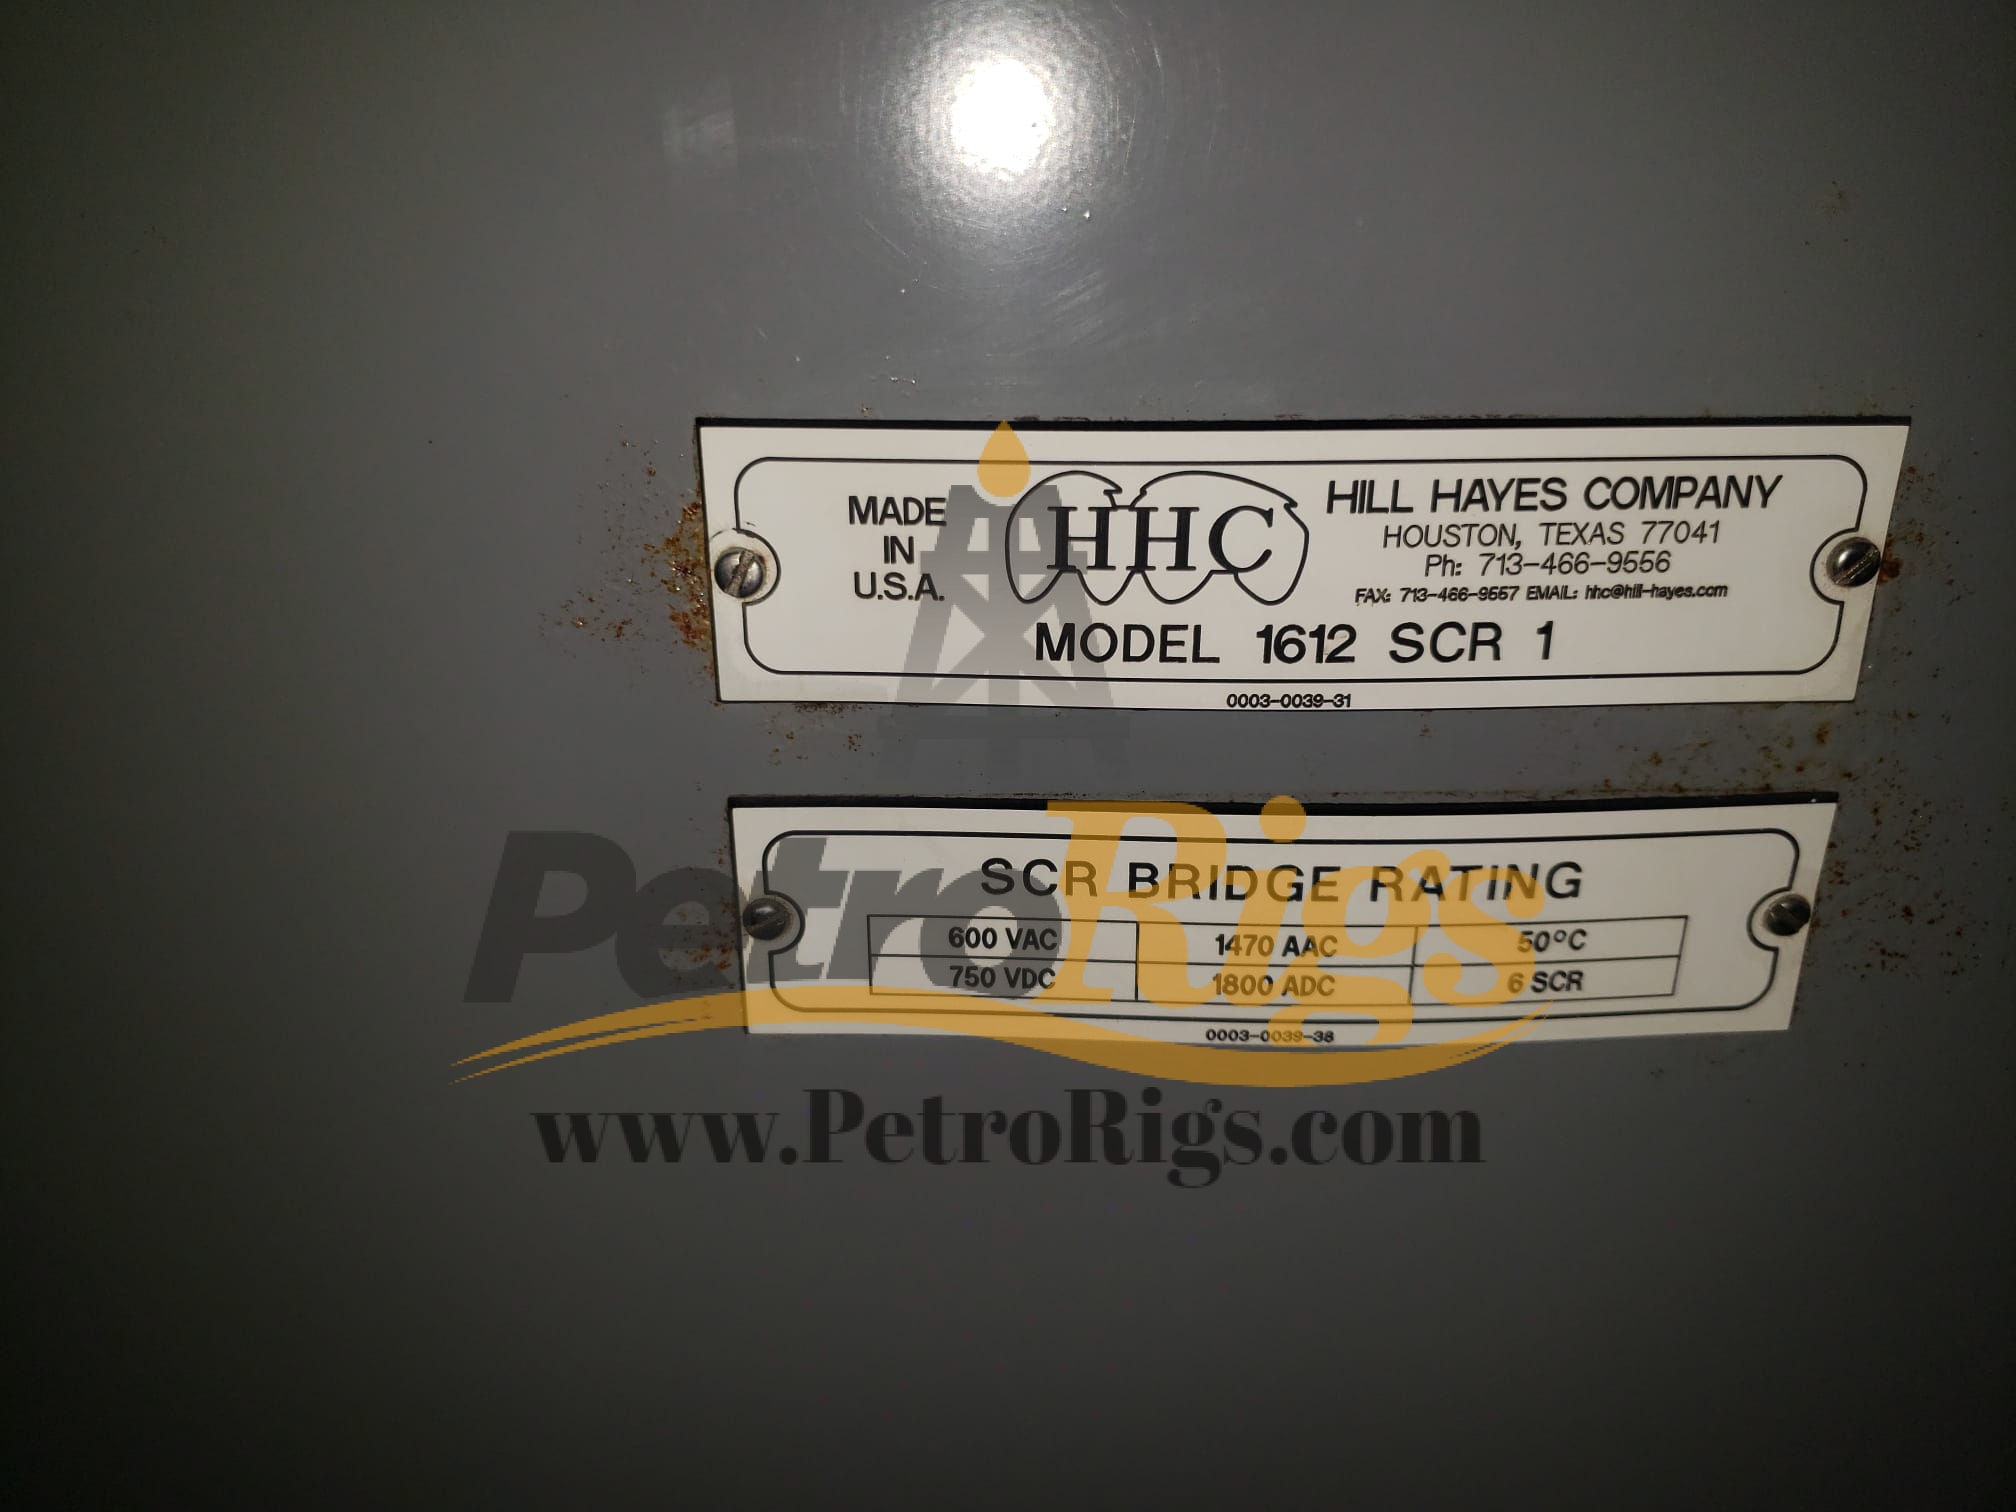 MADE
IN
U.S.A.
HHC
HILL HAYES COMPANY
HOUSTON, TEXAS 77041
Ph: 713-466-9556
FAX: 713-466-9557 EMAIL: hhc@hill-hayes.com
MODEL 1612 SCR 1
0003-0039-31
SCR BRIDGE RATING
600 VAC 1470 AAC 50°C
750 VDC 1800 ADC 6 SCR
0003-0039-38
PetroRigs
www.PetroRigs.com